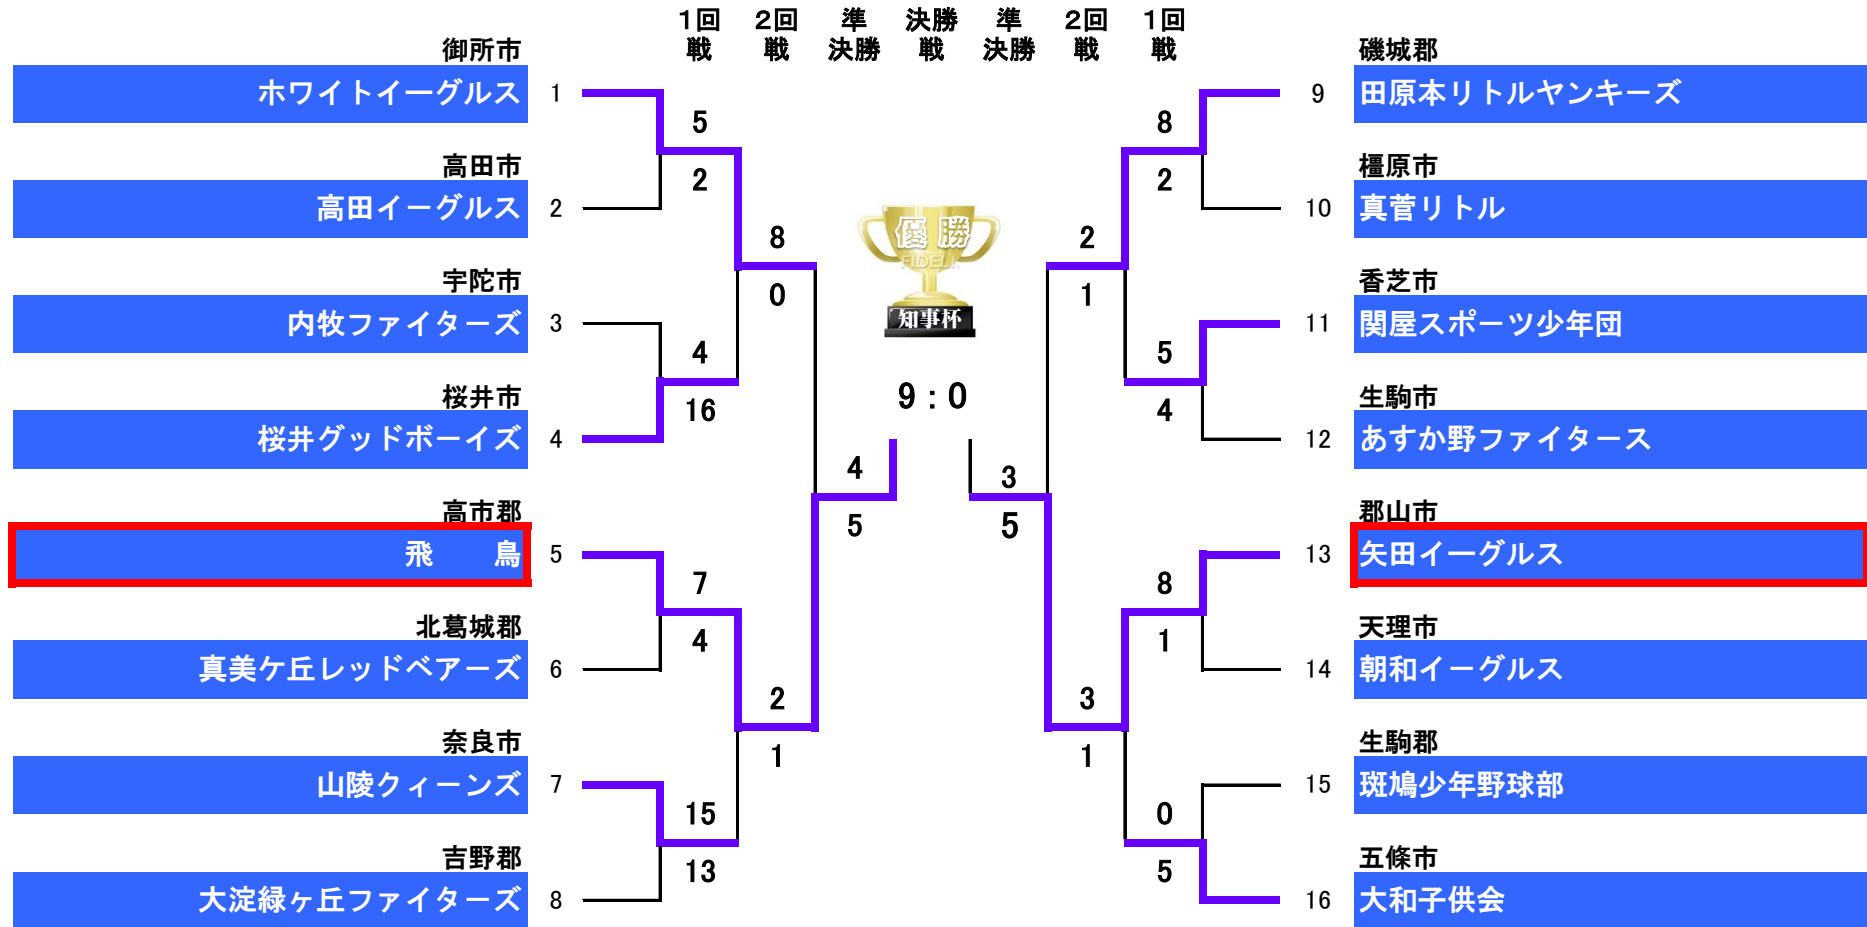 1回戦 2回戦 準決勝 決勝戦 準決勝 2回戦 1回戦
御所市
ホワイトイーグルス 1
高田市
高田イーグルス 2
宇陀市
内牧ファイターズ 3
桜井市
桜井グッドボーイズ 4
高市郡
飛 鳥 5
北葛城郡
真美ケ丘レッドベアーズ 6
奈良市
山陵クィーンズ 7
吉野郡
大淀緑ヶ丘ファイターズ 8
5
2
4
16
7
4
15
13
8
0
2
1
4
5
優勝
FIDELI
知事杯
9:0
3
5
2
1
3
1
8
2
5
4
8
1
0
5
磯城郡
9 田原本リトルヤンキーズ
橿原市
10 真菅リトル
香芝市
11 関屋スポーツ少年団
生駒市
12 あすか野ファイタース
郡山市
13 矢田イーグルス
天理市
14 朝和イーグルス
生駒郡
15 斑鳩少年野球部
五條市
16 大和子供会